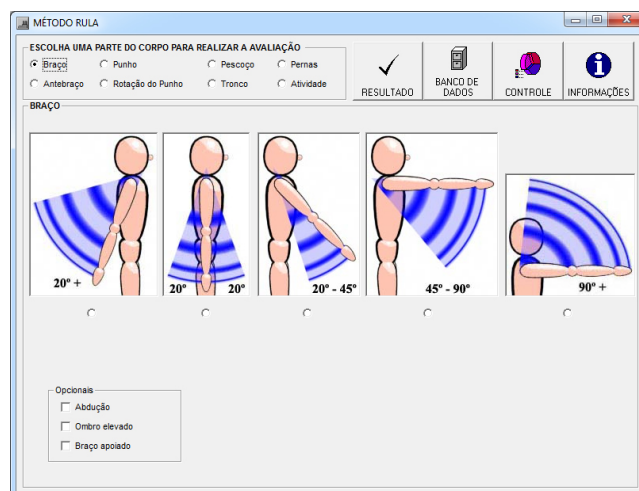 MÉTODO RULA
ESCOLHA UMA PARTE DO CORPO PARA REALIZAR A AVALIAÇÃO
Braço Punho Pescoço Pernas
Antebraço Rotação do Punho Tronco Atividade
RESULTADO
BANCO DE
DADOS
CONTROLE
INFORMAÇÕES
BRAÇO
20º +
20º 20º
20º - 45º
45º - 90º
90º +
Opcionais
Abdução
Ombro elevado
Braço apoiado